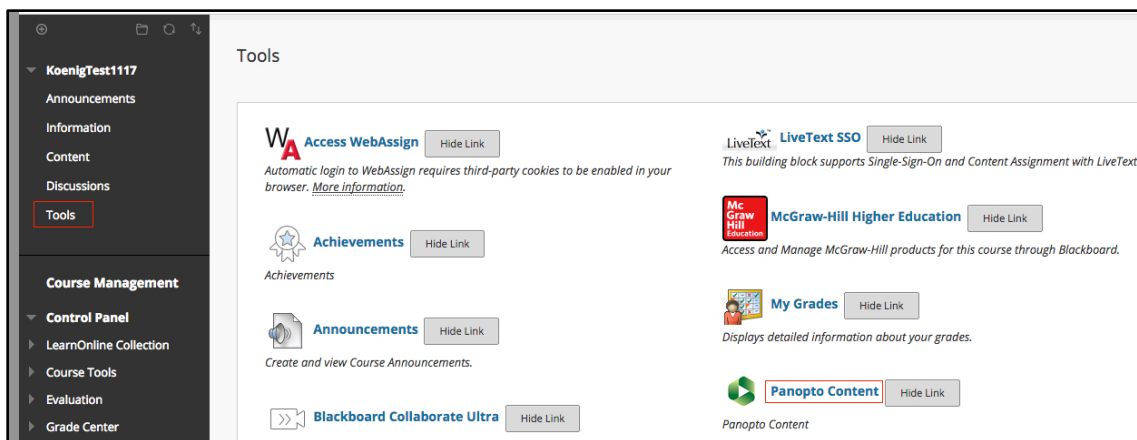 KoenigTest1117
Announcements
Information
Content
Discussions
Tools
Course Management
Control Panel
LearnOnline Collection
Course Tools
Evaluation
Grade Center
Tools
WA Access WebAssign Hide Link
Automatic login to WebAssign requires third-party cookies to be enabled in your
browser. More information.
Achievements Hide Link
Achievements
Announcements Hide Link
Create and view Course Announcements.
Blackboard Collaborate Ultra Hide Link
LiveText LiveText SSO Hide Link
This building block supports Single-Sign-On and Content Assignment with LiveText
Mc
Graw
Hill
Education
McGraw-Hill Higher Education Hide Link
Access and Manage McGraw-Hill products for this course through Blackboard.
My Grades Hide Link
Displays detailed information about your grades.
Panopto Content Hide Link
Panopto Content